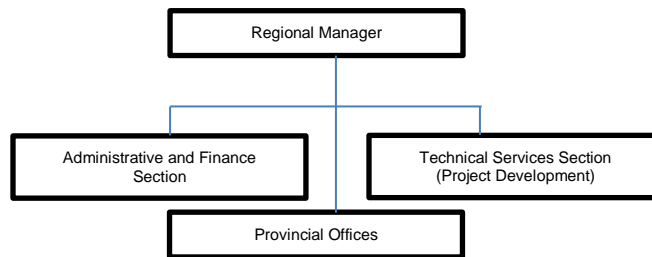 Regional Manager
Administrative and Finance
Section
Technical Services Section
(Project Development)
Provincial Offices